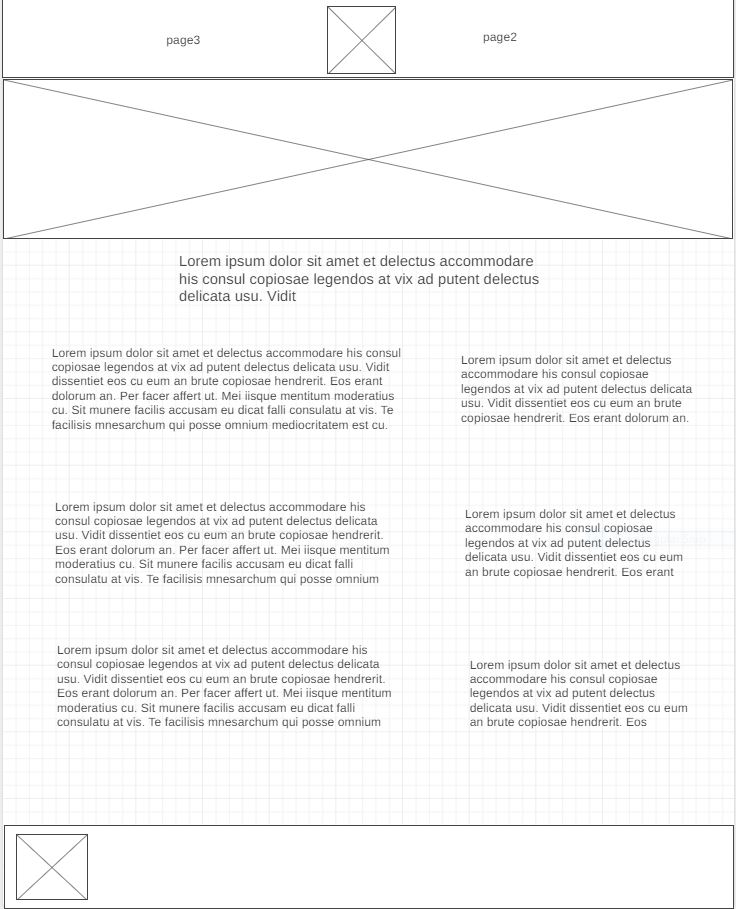 page3
page2
Lorem ipsum dolor sit amet et delectus accommodare
his consul copiosae legendos at vix ad putent delectus
delicata usu. Vidit
Lorem ipsum dolor sit amet et delectus accommodare his consul
copiosae legendos at vix ad putent delectus delicata usu. Vidit
dissentiet eos cu eum an brute copiosae hendrerit. Eos erant
dolorum an. Per facer affert ut. Mei iisque mentitum moderatius
cu. Sit munere facilis accusam eu dicat falli consulatu at vis. Te
facilisis mnesarchum qui posse omnium mediocritatem est cu.
Lorem ipsum dolor sit amet et delectus
accommodare his consul copiosae
legendos at vix ad putent delectus delicata
usu. Vidit dissentiet eos cu eum an brute
copiosae hendrerit. Eos erant dolorum an.
Lorem ipsum dolor sit amet et delectus accommodare his
consul copiosae legendos at vix ad putent delectus delicata
usu. Vidit dissentiet eos cu eum an brute copiosae hendrerit.
Eos erant dolorum an. Per facer affert ut. Mei iisque mentitum
moderatius cu. Sit munere facilis accusam eu dicat falli
consulatu at vis. Te facilisis mnesarchum qui posse omnium
Lorem ipsum dolor sit amet et delectus
accommodare his consul copiosae
legendos at vix ad putent delectus
delicata usu. Vidit dissentiet eos cu eum
an brute copiosae hendrerit. Eos erant
Lorem ipsum dolor sit amet et delectus accommodare his
consul copiosae legendos at vix ad putent delectus delicata
usu. Vidit dissentiet eos cu eum an brute copiosae hendrerit.
Eos erant dolorum an. Per facer affert ut. Mei iisque mentitum
moderatius cu. Sit munere facilis accusam eu dicat falli
consulatu at vis. Te facilisis mnesarchum qui posse omnium
Lorem ipsum dolor sit amet et delectus
accommodare his consul copiosae
legendos at vix ad putent delectus
delicata usu. Vidit dissentiet eos cu eum
an brute copiosae hendrerit. Eos